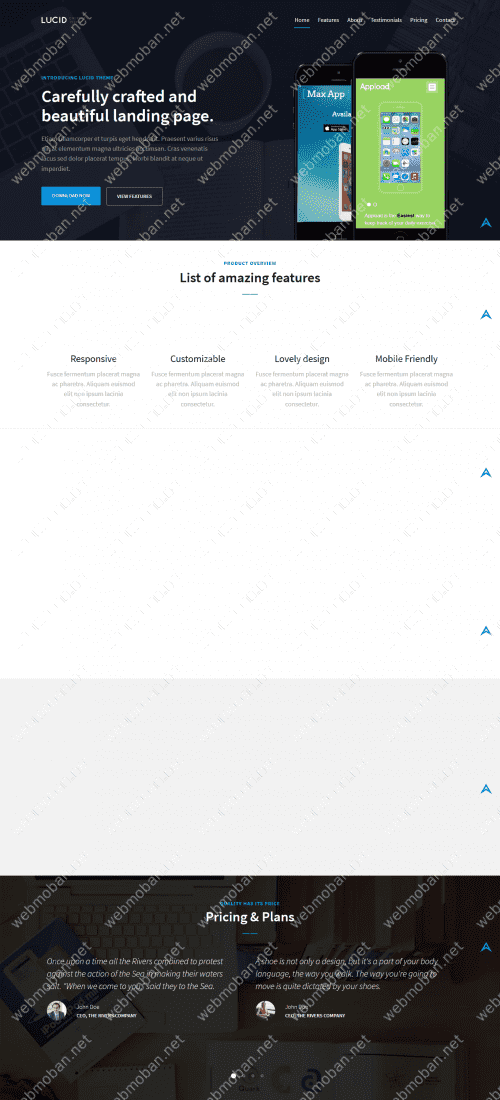 LUCID
Home Features About Testimonials Pricing Contact
INTRODUCING LUCID THEME
Carefully crafted and
beautiful landing page.
Etiam ullamcorper et turpis eget hendrerit. Praesent varius risus
mi, at elementum magna ultricies accumsan. Cras venenatis
lacus sed dolor placerat tempus. Morbi blandit at neque ut
imperdiet.
DOWNLOAD NOW
VIEW FEATURES
Max App
Availa
Appload
Appload is the Easiest way to
keep track of your daily exercises
PRODUCT OVERVIEW
List of amazing features
Responsive
Fusce fermentum placerat magna
ac pharetra. Aliquam euismod
elit non ipsum lacinia
consectetur.
Customizable
Fusce fermentum placerat magna
ac pharetra. Aliquam euismod
elit non ipsum lacinia
consectetur.
Lovely design
Fusce fermentum placerat magna
ac pharetra. Aliquam euismod
elit non ipsum lacinia
consectetur.
Mobile Friendly
Fusce fermentum placerat magna
ac pharetra. Aliquam euismod
elit non ipsum lacinia
consectetur.
QUALITY HAS ITS PRICE
Pricing & Plans
Once upon a time all the Rivers combined to protest
against the action of the Sea in making their waters
salt. "When we come to you," said they to the Sea.
John Doe
CEO, THE RIVERS COMPANY
A shoe is not only a design, but it's a part of your body
language, the way you walk. The way you're going to
move is quite dictated by your shoes.
John Doe
CEO, THE RIVERS COMPANY
webmoban.net